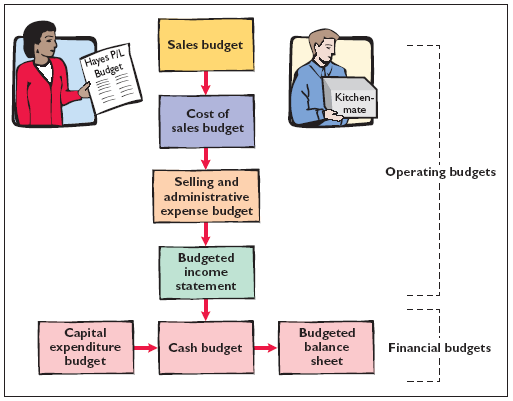 Hayes P/L
Budget
Sales budget
Kitchen-
mate
Cost of
sales budget
Operating budgets
Selling and
administrative
expense budget
Budgeted
income
statement
Capital
expenditure
budget
Cash budget
Budgeted
balance
sheet
Financial budgets